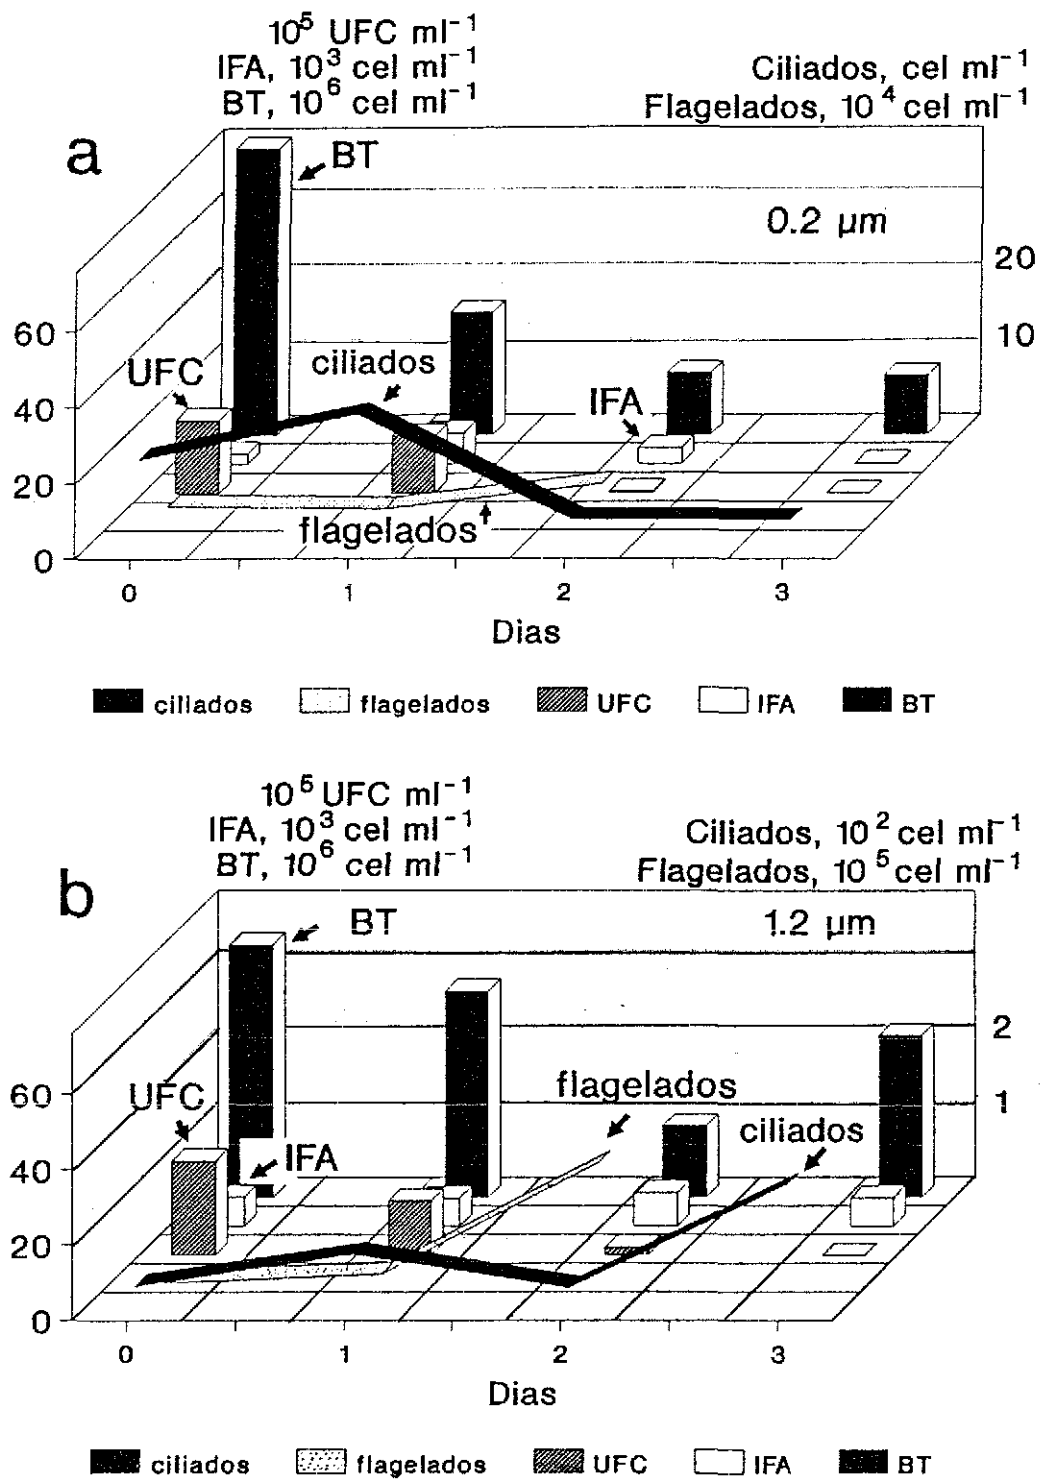 10⁵ UFC ml⁻¹
IFA, 10³ cel ml⁻¹
BT, 10⁶ cel ml⁻¹
Ciliados, cel ml⁻¹
Flagelados, 10⁴ cel ml⁻¹
a
BT
0.2 µm
20
10
60
40
20
0
UFC
ciliados
IFA
flagelados
0 1 2 3
Dias
ciliados flagelados UFC IFA BT
10⁵ UFC ml⁻¹
IFA, 10³ cel ml⁻¹
BT, 10⁶ cel ml⁻¹
Ciliados, 10² cel ml⁻¹
Flagelados, 10⁵ cel ml⁻¹
b
BT
1.2 µm
2
1
60
40
20
0
UFC
IFA
flagelados
ciliados
0 1 2 3
Dias
ciliados flagelados UFC IFA BT